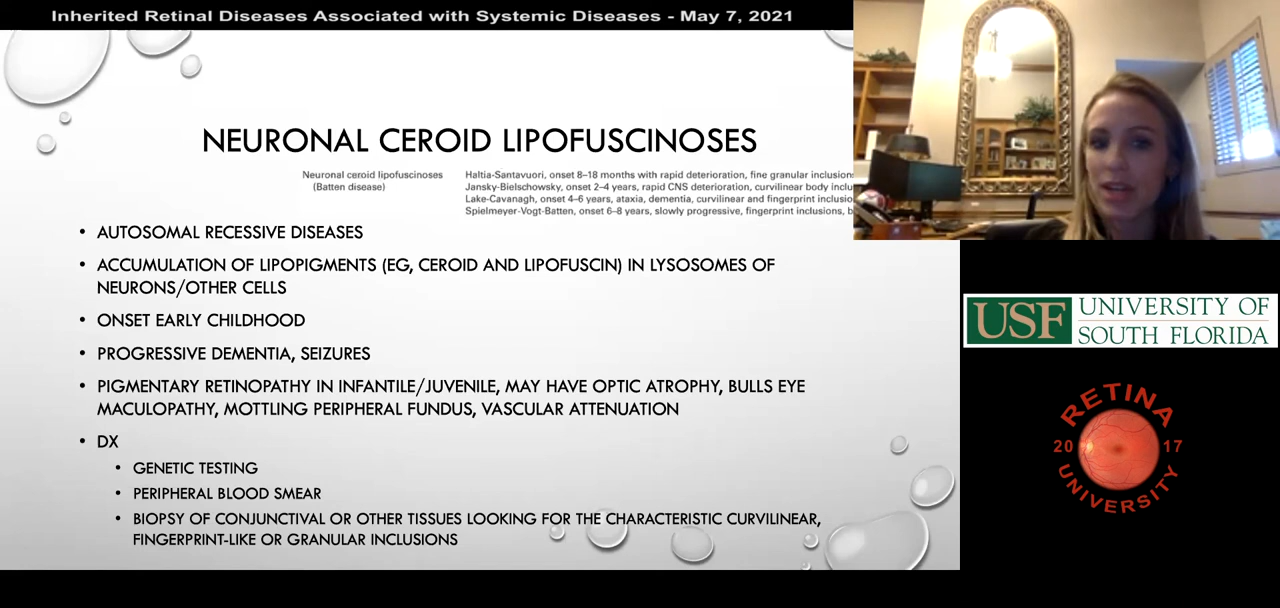 Inherited Retinal Diseases Associated with Systemic Diseases - May 7, 2021
NEURONAL CEROID LIPOFUSCINOSES
Neuronal ceroid lipofuscinoses
(Batten disease)
Haltia-Santavuori, onset 8–18 months with rapid deterioration, fine granular inclusion
Jansky-Bielschowsky, onset 2–4 years, rapid CNS deterioration, curvilinear body
Lake-Cavanagh, onset 4–6 years, ataxia, dementia, curvilinear and fingerprint
Spielmeyer-Vogt-Batten, onset 6–8 years, slowly progressive, fingerprint inclusions,
• AUTOSOMAL RECESSIVE DISEASES
• ACCUMULATION OF LIPOPIGMENTS (EG, CEROID AND LIPOFUSCIN) IN LYSOSOMES OF
NEURONS/OTHER CELLS
• ONSET EARLY CHILDHOOD
• PROGRESSIVE DEMENTIA, SEIZURES
• PIGMENTARY RETINOPATHY IN INFANTILE/JUVENILE, MAY HAVE OPTIC ATROPHY, BULLS EYE
MACULOPATHY, MOTTLING PERIPHERAL FUNDUS, VASCULAR ATTENUATION
• DX
• GENETIC TESTING
• PERIPHERAL BLOOD SMEAR
• BIOPSY OF CONJUNCTIVAL OR OTHER TISSUES LOOKING FOR THE CHARACTERISTIC CURVILINEAR,
FINGERPRINT-LIKE OR GRANULAR INCLUSIONS
USF UNIVERSITY OF
SOUTH FLORIDA
RETINA
20 17
UNIVERSITY